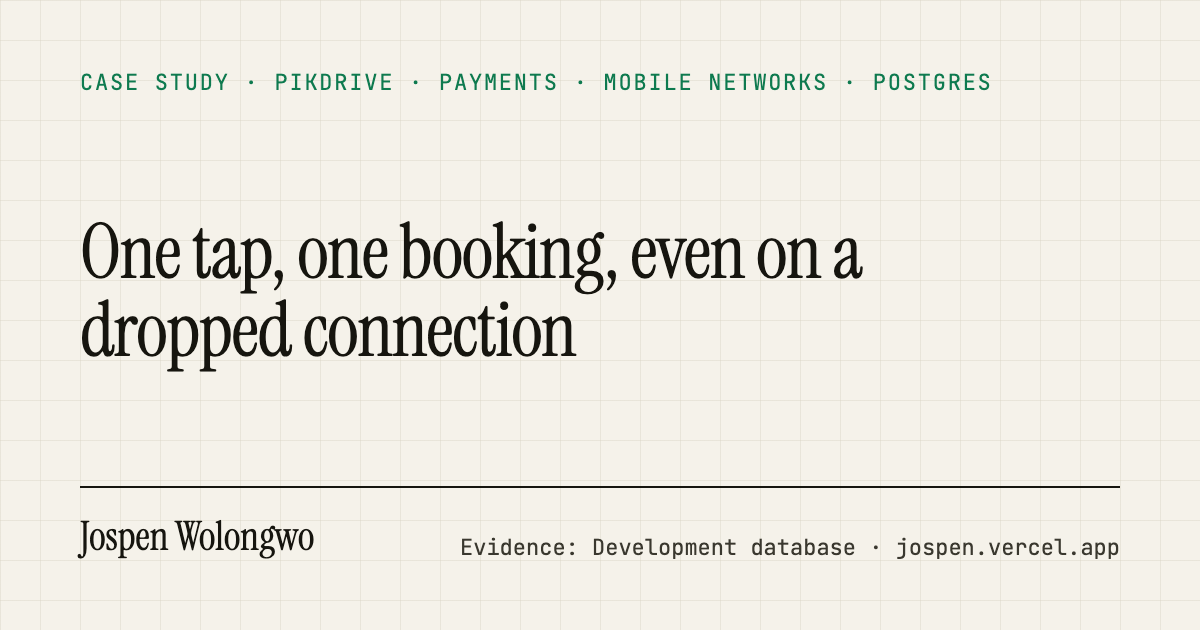 CASE STUDY · PIKDRIVE · PAYMENTS · MOBILE NETWORKS · POSTGRES
One tap, one booking, even on a
dropped connection
Jospen Wolongwo
Evidence: Development database · jospen.vercel.app